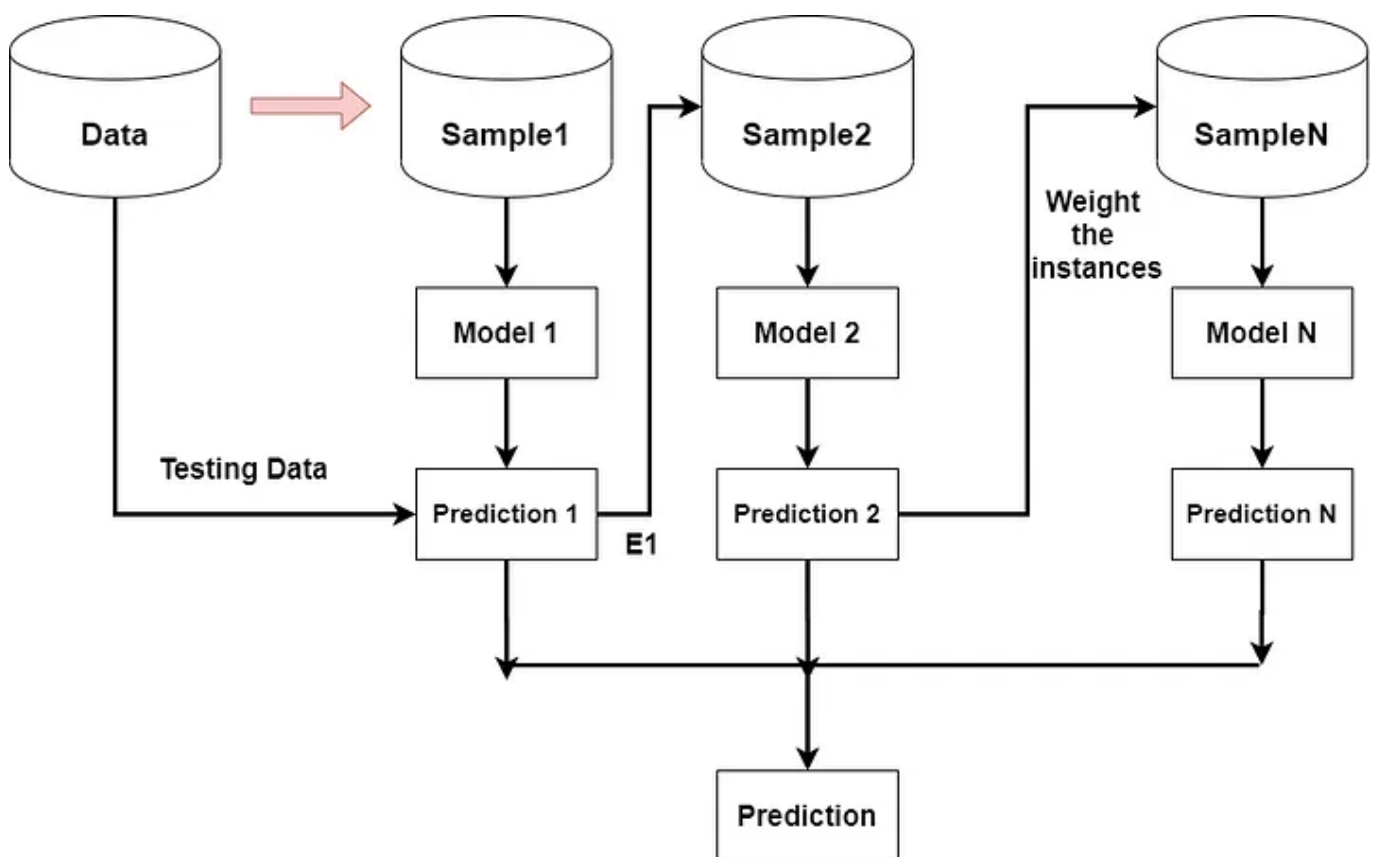 Data
Sample1
Sample2
SampleN
Weight
the
instances
Model 1
Model 2
Model N
Testing Data
Prediction 1
E1
Prediction 2
Prediction N
Prediction